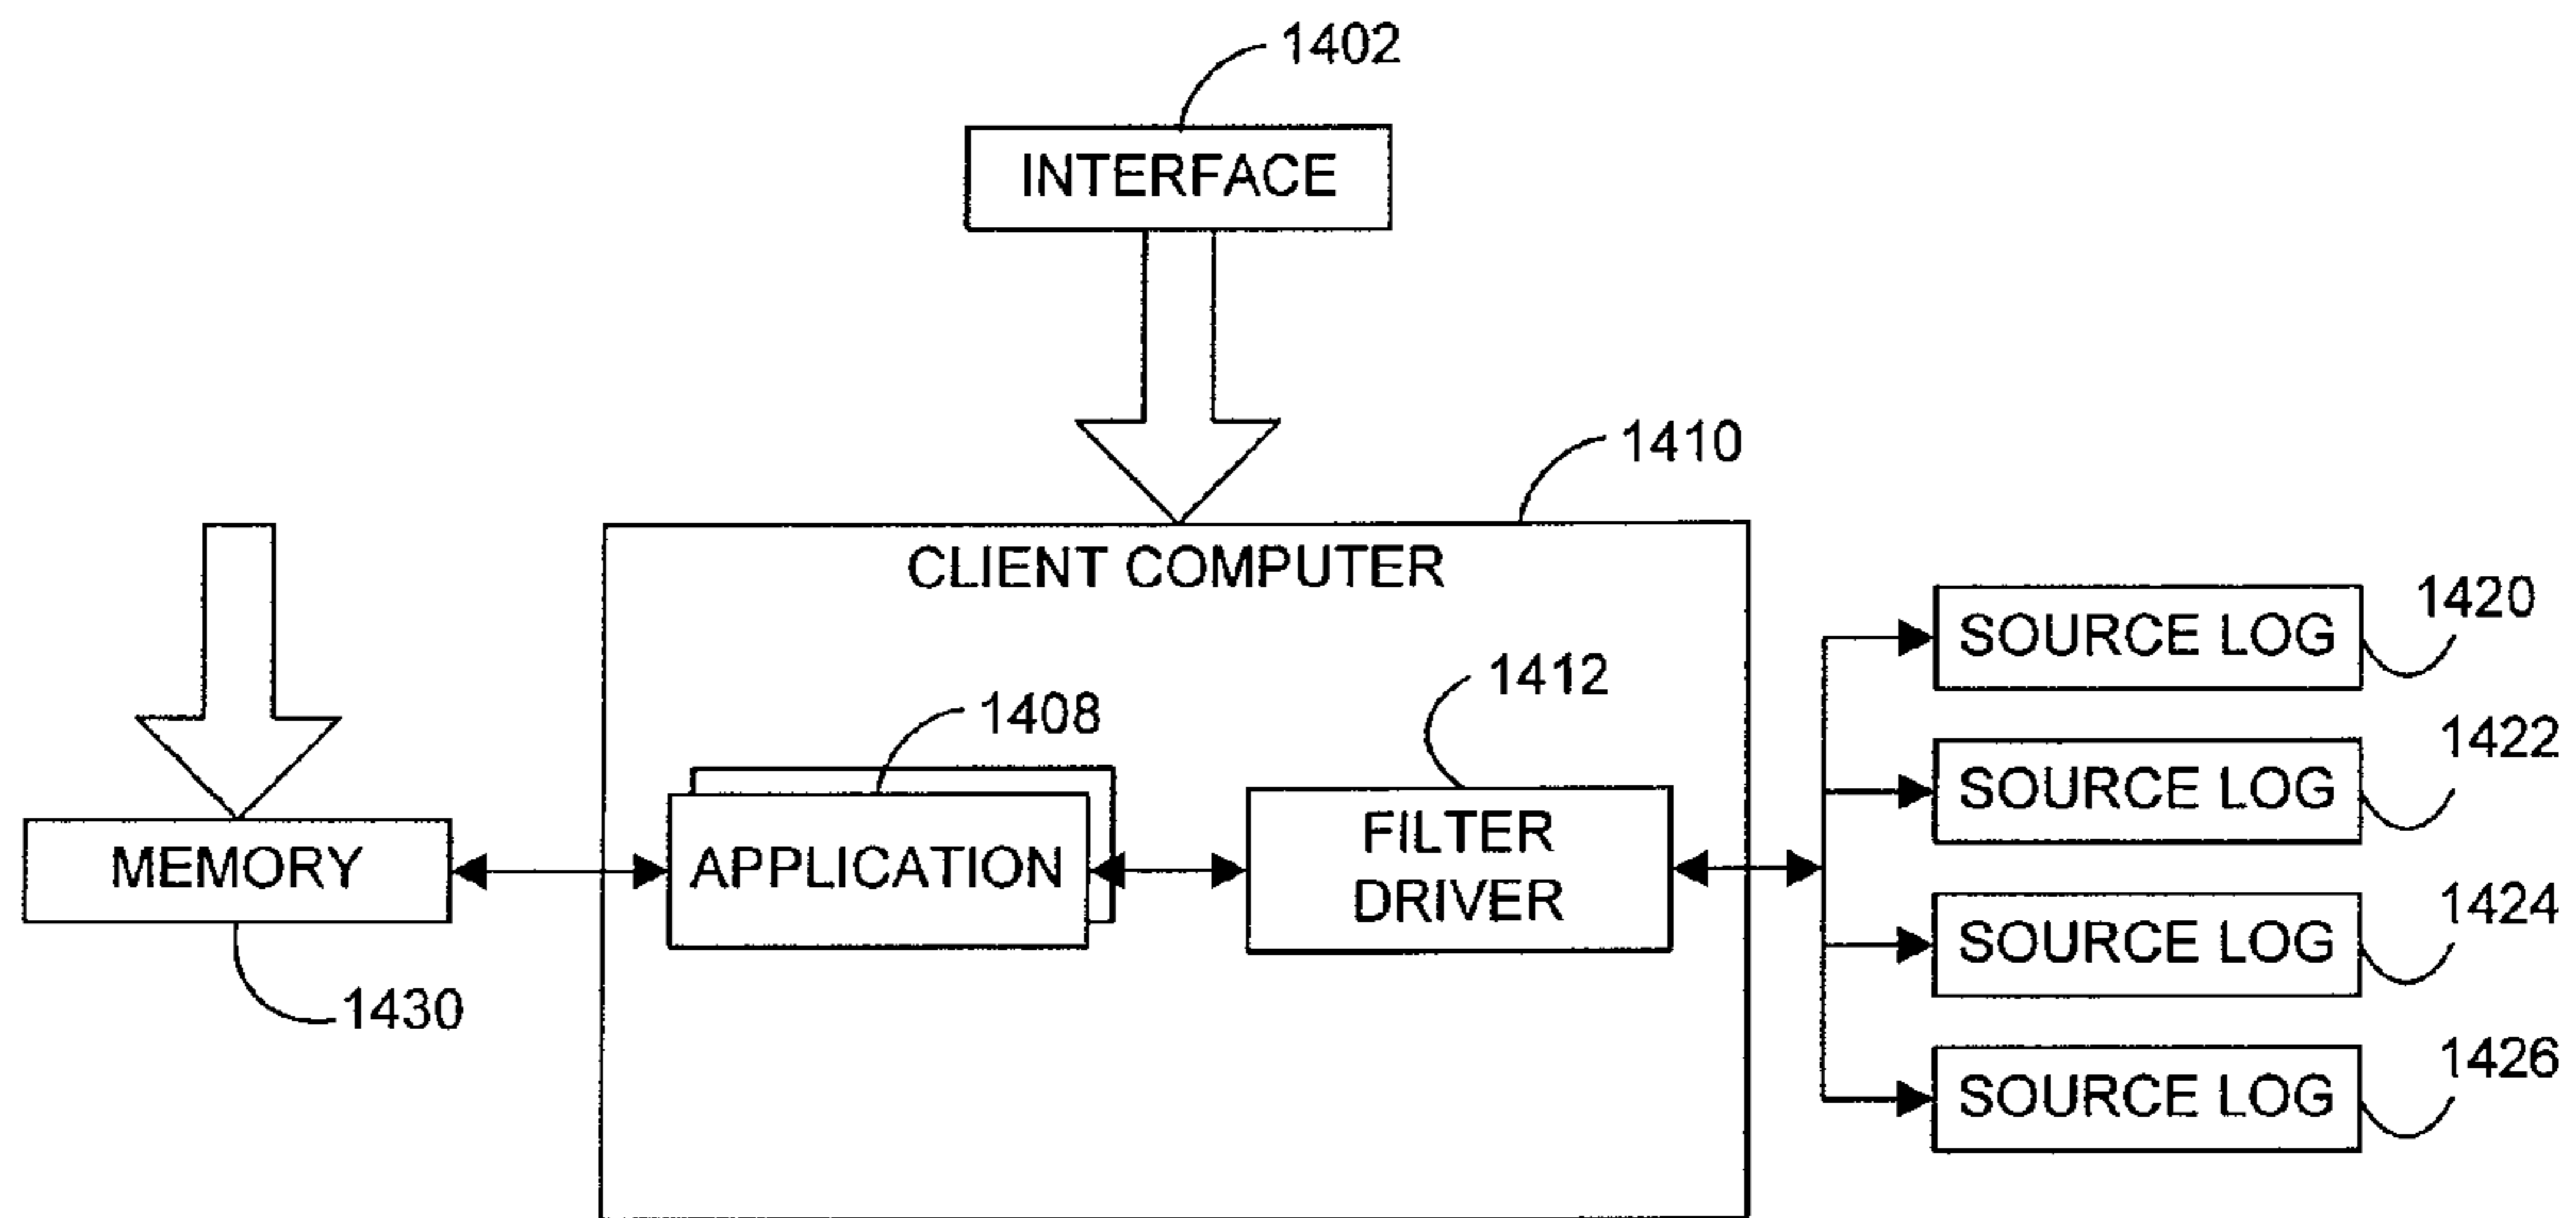 1402
INTERFACE
1410
CLIENT COMPUTER
1420
SOURCE LOG
1412
1408
1422
SOURCE LOG
MEMORY
APPLICATION
FILTER
DRIVER
1424
SOURCE LOG
1430
1426
SOURCE LOG